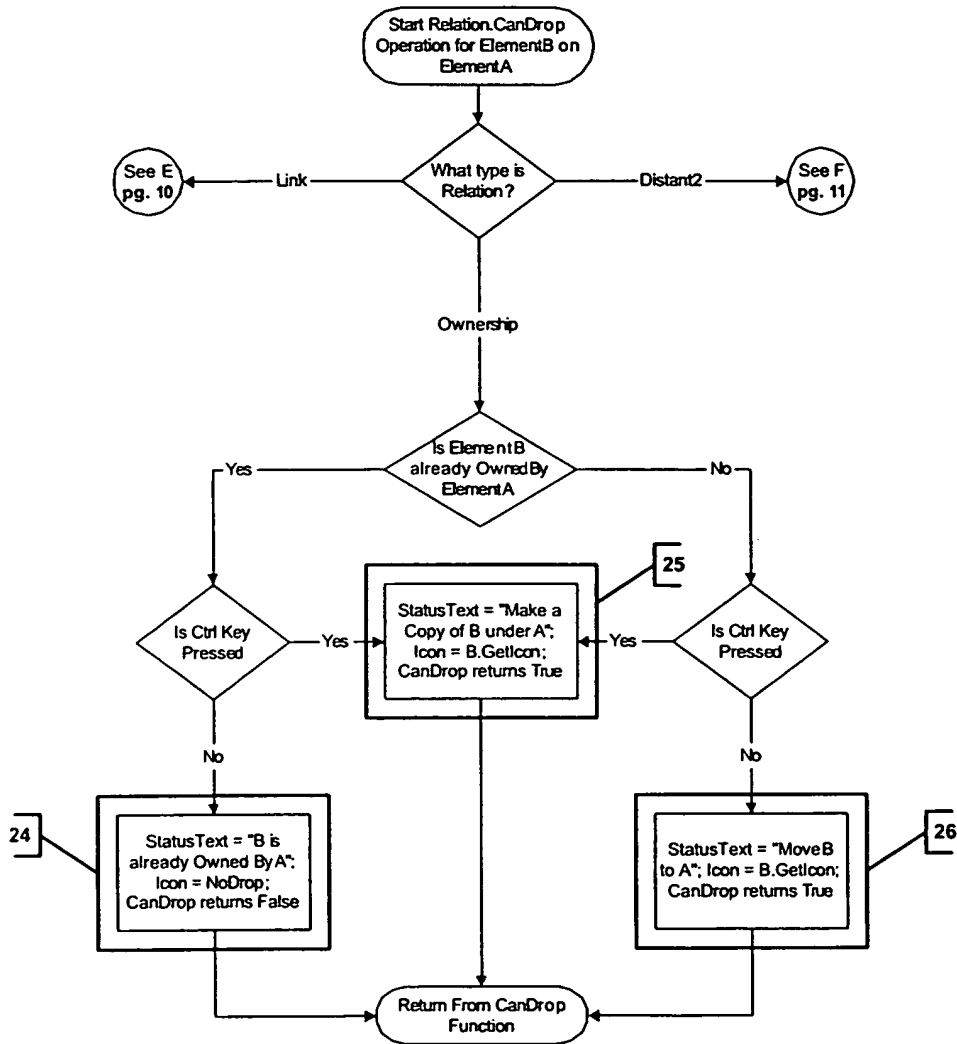 Start Relation.CanDrop
Operation for ElementB on
ElementA
What type is
Relation?
See E
pg. 10
Link
Distant2
See F
pg. 11
Ownership
Is ElementB
already OwnedBy
ElementA
Yes
No
25
StatusText = "Make a
Copy of B under A";
Icon = B.GetIcon;
CanDrop returns True
Is Ctrl Key
Pressed
Yes
Yes
Is Ctrl Key
Pressed
No
No
24
StatusText = "B is
already Owned By A";
Icon = NoDrop;
CanDrop returns False
StatusText = "Move B
to A"; Icon = B.GetIcon;
CanDrop returns True
26
Return From CanDrop
Function